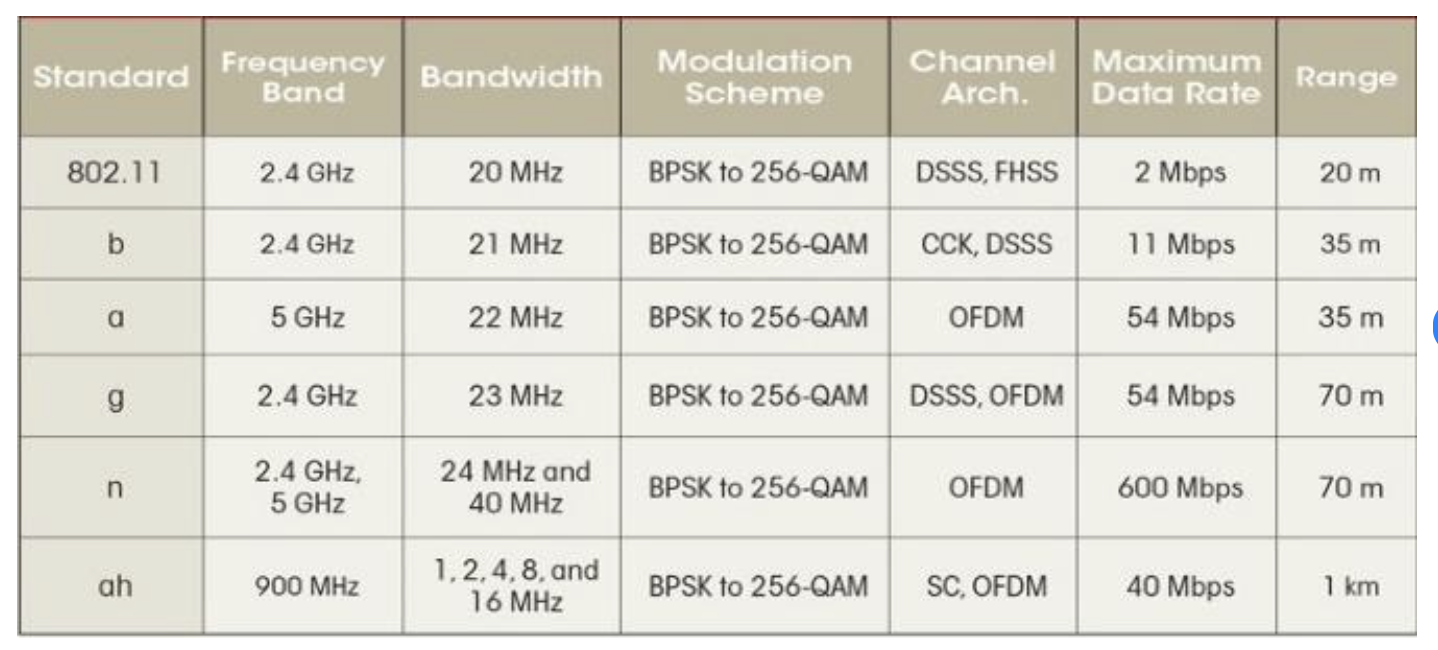 Standard Frequency Band Bandwidth Modulation Scheme Channel Arch. Maximum Data Rate Range
802.11 2.4 GHz 20 MHz BPSK to 256-QAM DSSS, FHSS 2 Mbps 20 m
b 2.4 GHz 21 MHz BPSK to 256-QAM CCK, DSSS 11 Mbps 35 m
a 5 GHz 22 MHz BPSK to 256-QAM OFDM 54 Mbps 35 m
g 2.4 GHz 23 MHz BPSK to 256-QAM DSSS, OFDM 54 Mbps 70 m
n 2.4 GHz, 5 GHz 24 MHz and 40 MHz BPSK to 256-QAM OFDM 600 Mbps 70 m
ah 900 MHz 1, 2, 4, 8, and 16 MHz BPSK to 256-QAM SC, OFDM 40 Mbps 1 km